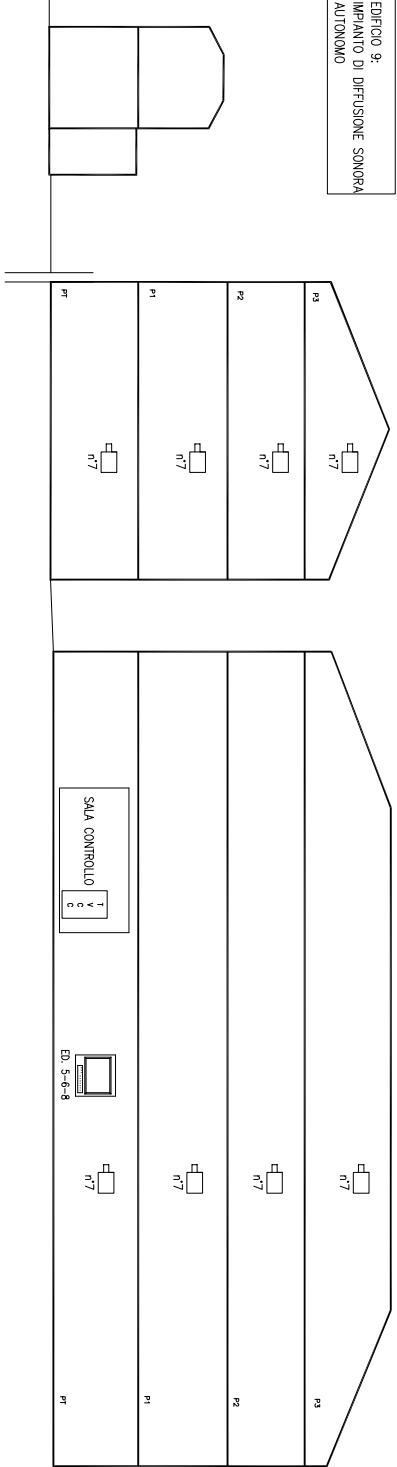 EDIFICIO 9:
IMPIANTO DI DIFFUSIONE SONORA
AUTONOMO
P3
n°7
P2
n°7
P1
n°7
PT
n°7
P3
n°7
P2
n°7
P1
n°7
PT
SALA CONTROLLO
T
V
C
C
ED. 5-6-8
n°7